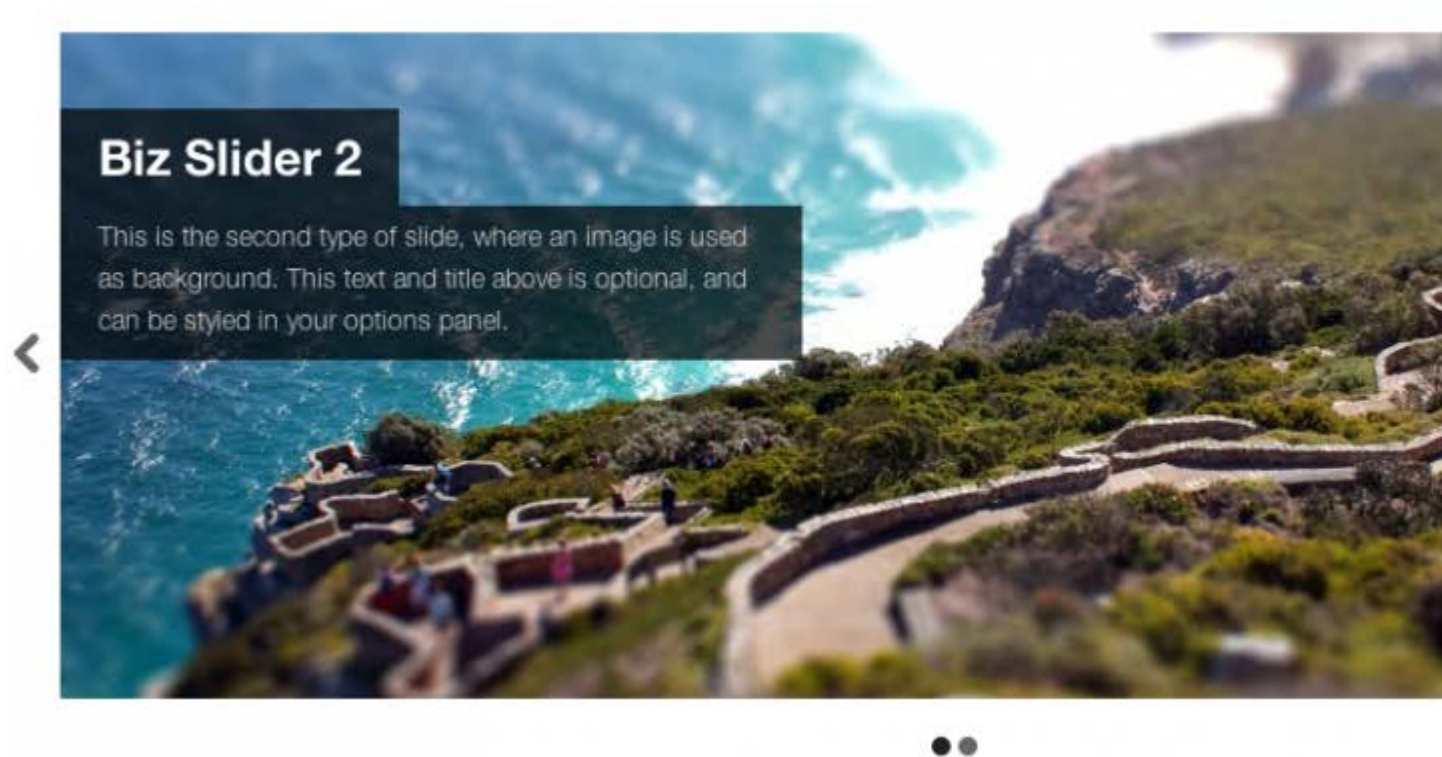 Biz Slider 2
This is the second type of slide, where an image is used
as background. This text and title above is optional, and
can be styled in your options panel.